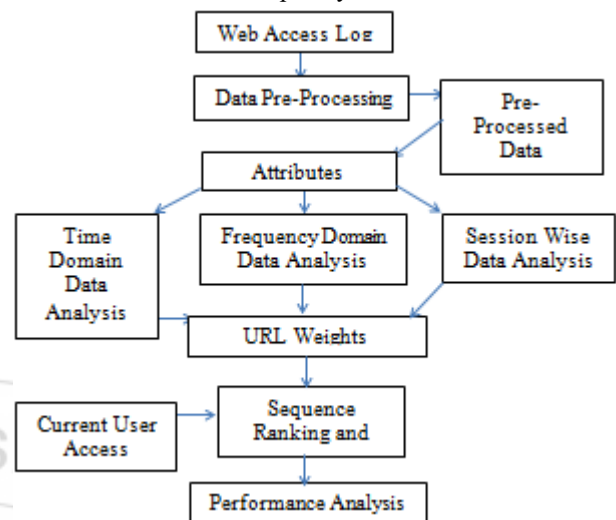 Web Access Log
Data Pre-Processing
Pre-
Processed
Data
Attributes
Time
Domain
Data
Analysis
Frequency Domain
Data Analysis
Session Wise
Data Analysis
URL Weights
Current User
Access
Sequence
Ranking and
Performance Analysis